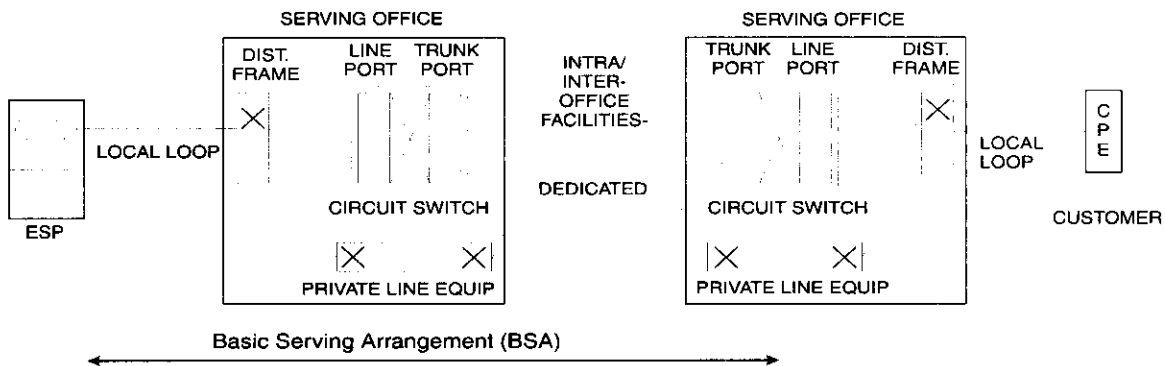 SERVING OFFICE
DIST.
FRAME
LINE
PORT
TRUNK
PORT
LOCAL LOOP
ESP
CIRCUIT SWITCH
PRIVATE LINE EQUIP
INTRA/
INTER-
OFFICE
FACILITIES-
DEDICATED
SERVING OFFICE
TRUNK
PORT
LINE
PORT
DIST.
FRAME
CIRCUIT SWITCH
PRIVATE LINE EQUIP
LOCAL
LOOP
C
P
E
CUSTOMER
Basic Serving Arrangement (BSA)